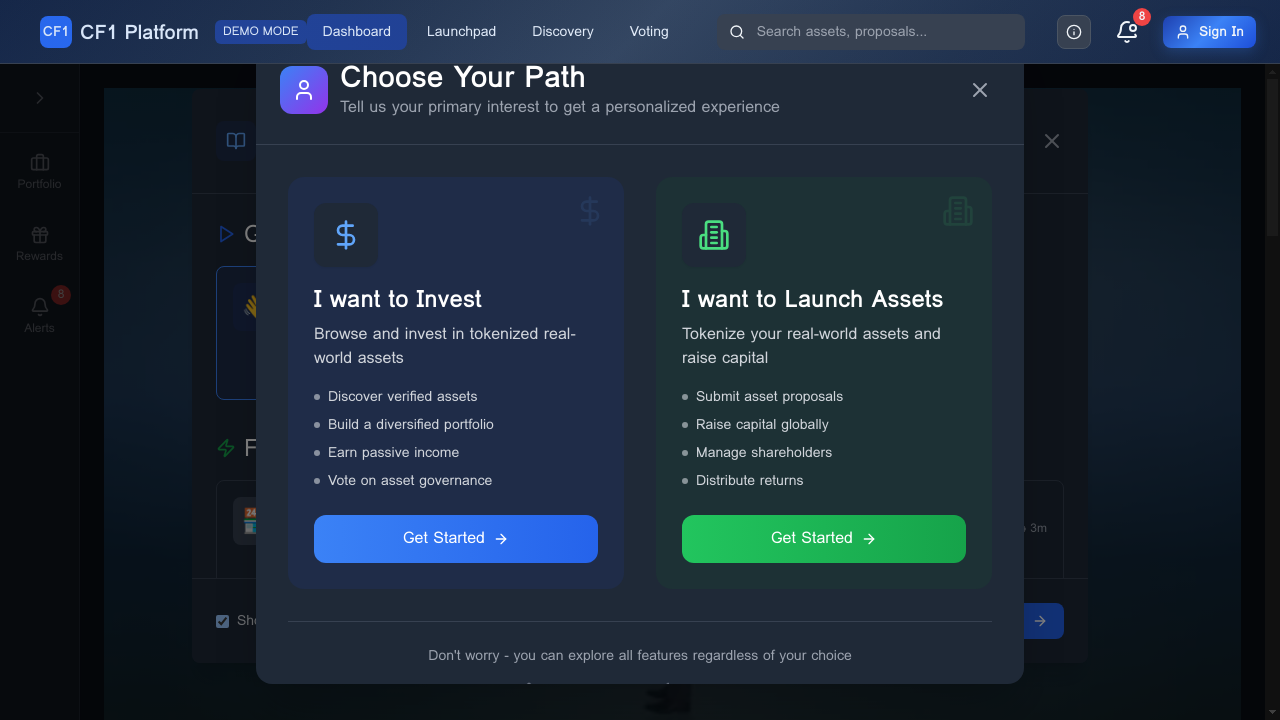 CF1 CF1 Platform DEMO MODE Dashboard Launchpad Discovery Voting Search assets, proposals... 8 Sign In
Choose Your Path
Tell us your primary interest to get a personalized experience
Portfolio
Rewards
8
Alerts
I want to Invest
Browse and invest in tokenized real-
world assets
Discover verified assets
Build a diversified portfolio
Earn passive income
Vote on asset governance
Get Started
I want to Launch Assets
Tokenize your real-world assets and
raise capital
Submit asset proposals
Raise capital globally
Manage shareholders
Distribute returns
Get Started
3m
Don't worry - you can explore all features regardless of your choice